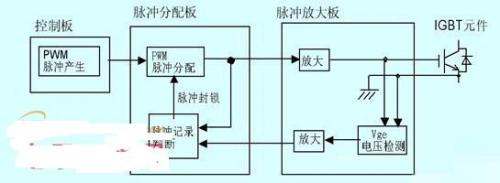 控制板
PWM
脉冲产生
脉冲分配板
PWM
脉冲分配
脉冲封锁
脉冲记录
判断
脉冲放大板
放大
放大
Vge
电压检测
IGBT元件